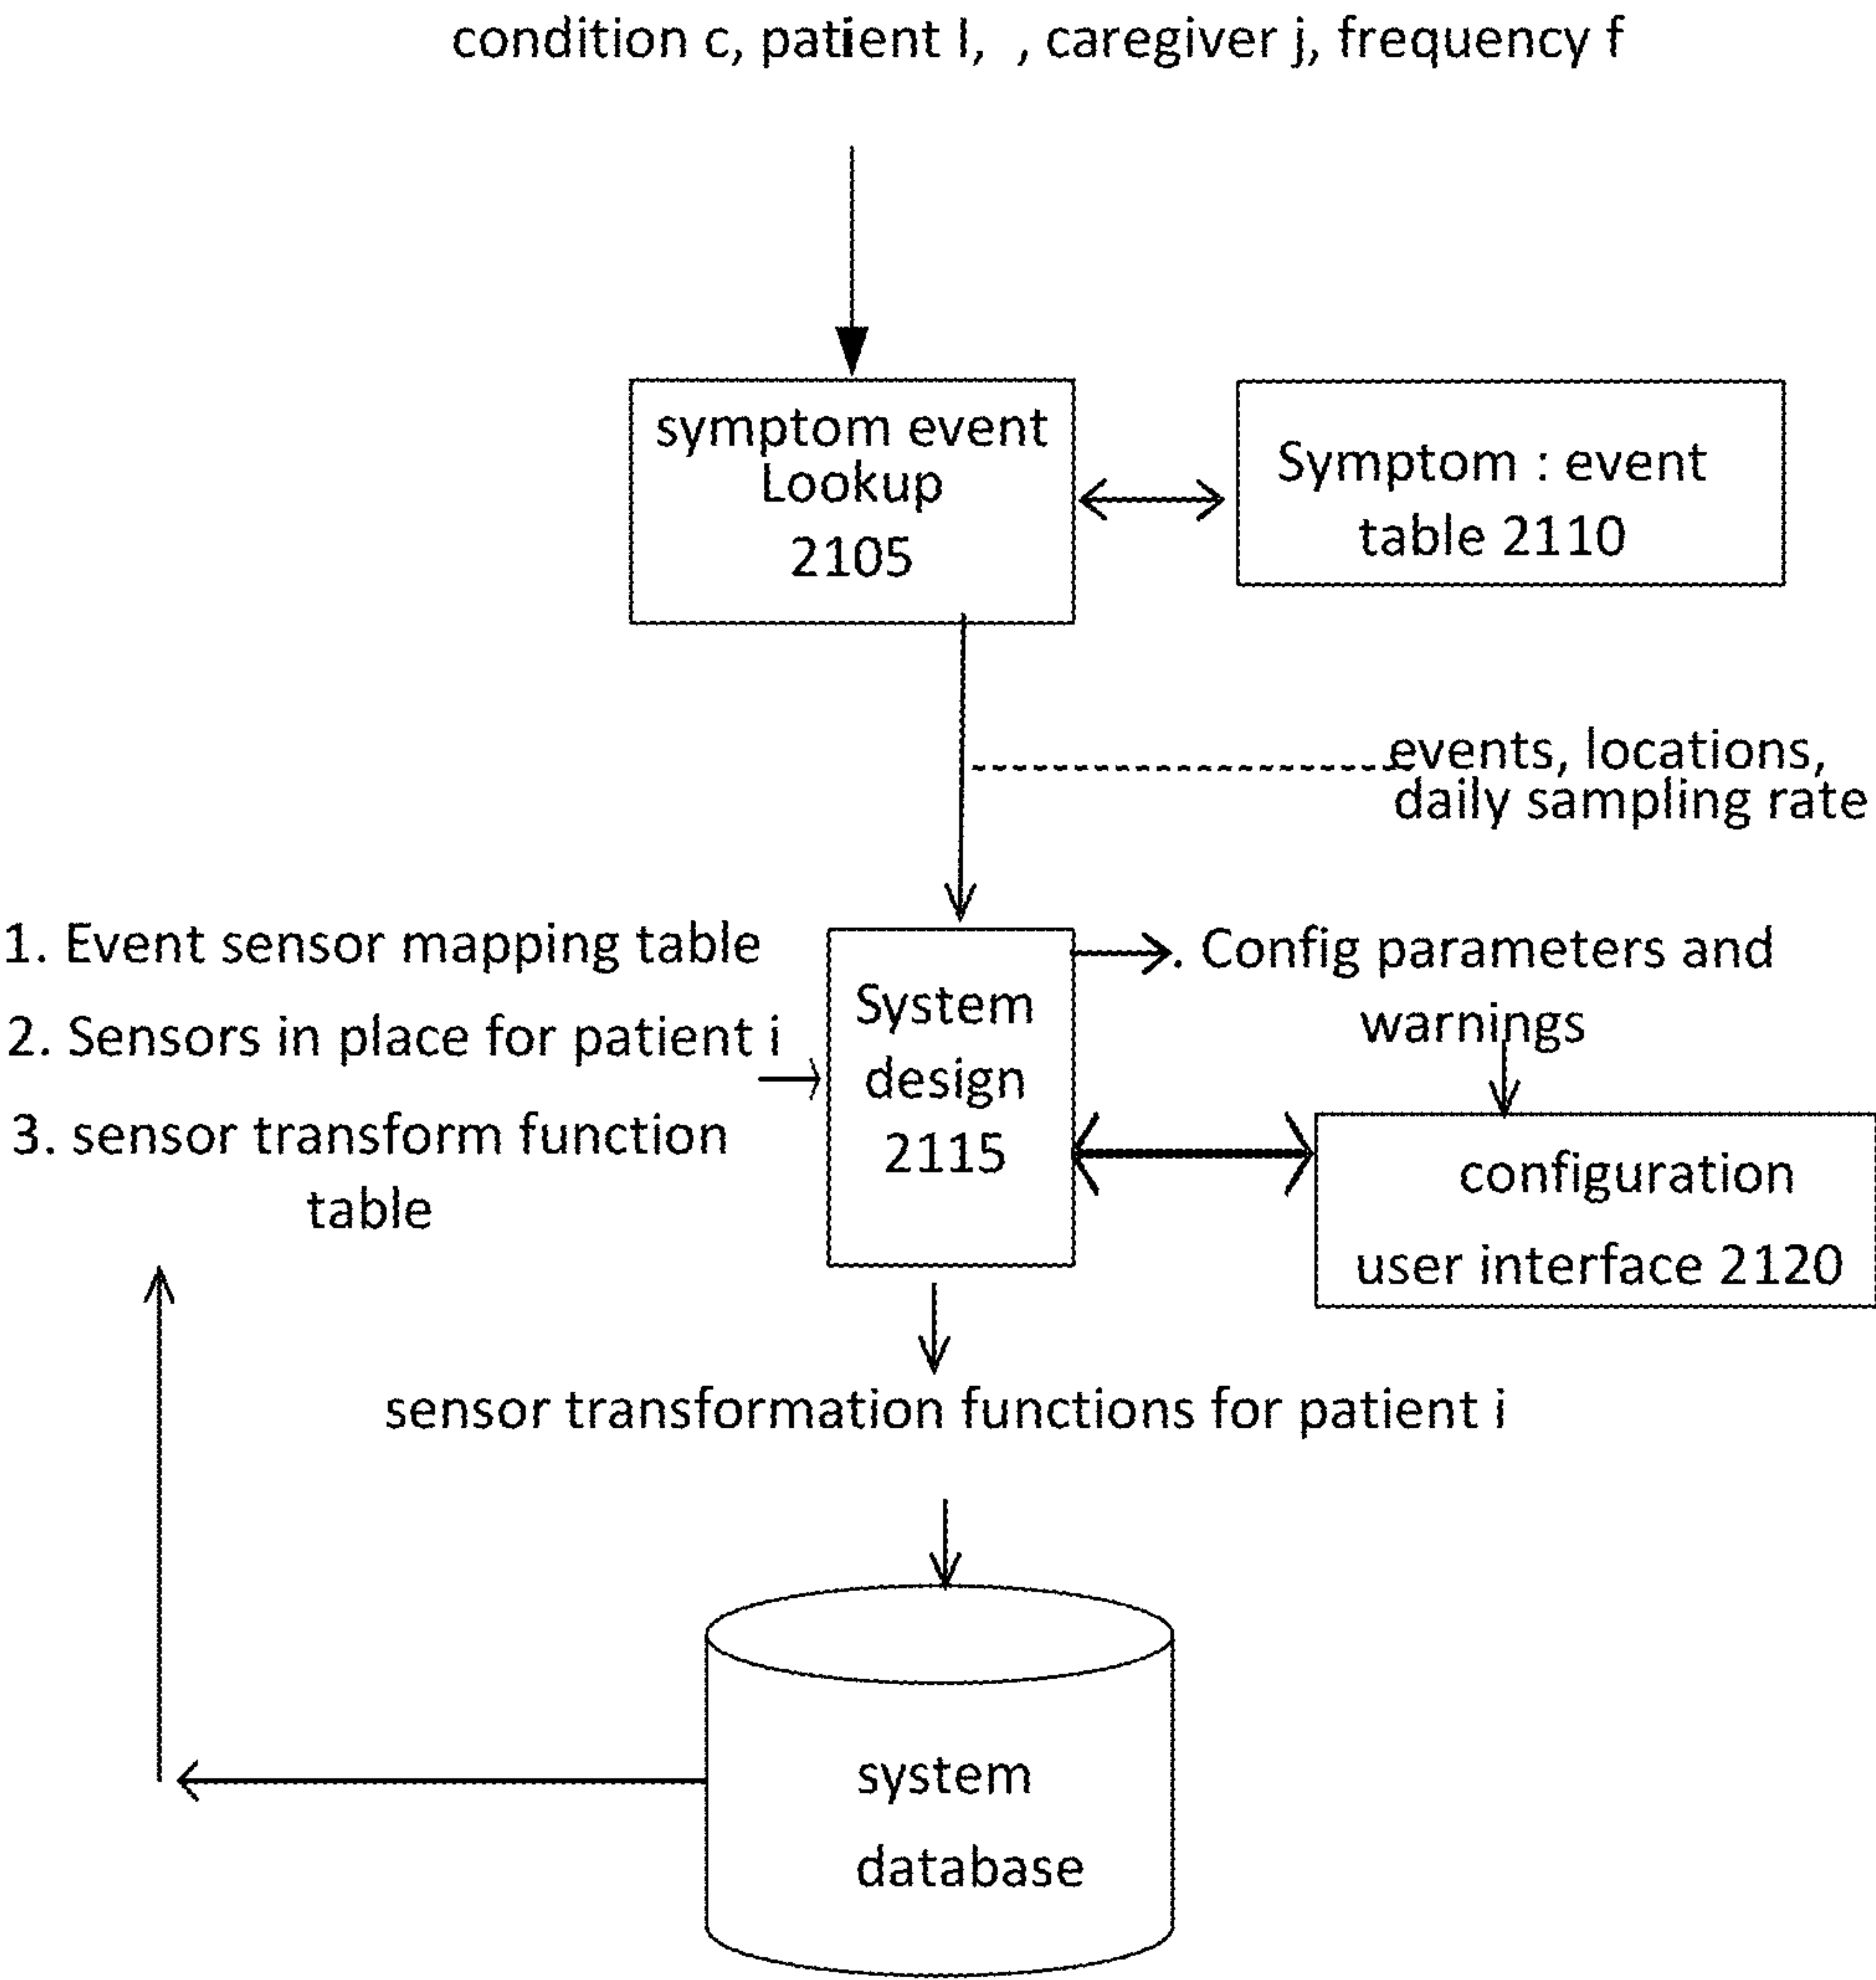 condition c, patient I,  , caregiver j, frequency f
symptom event
Lookup
2105
Symptom : event
table 2110
events, locations,
daily sampling rate
1. Event sensor mapping table
2. Sensors in place for patient i
3. sensor transform function
table
System
design
2115
. Config parameters and
warnings
configuration
user interface 2120
sensor transformation functions for patient i
system
database